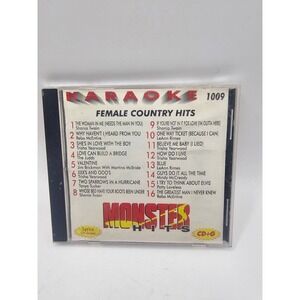 KARAOKE
1009
FEMALE COUNTRY HITS
1 THE WOMAN IN ME (NEEDS THE MAN IN YOU)
Shania Twain
2 WHY HAVEN'T I HEARD FROM YOU
Reba McEntire
3 SHE'S IN LOVE WITH THE BOY
Trisha Yearwood
4 LOVE CAN BUILD A BRIDGE
The Judds
5 VALENTINE
Jim Brickman With Martina McBride
6 XXX'S AND OOO'S
Trisha Yearwood
7 TWO SPARROWS IN A HURRICANE
Tanya Tucker
8 WHOSE BED HAVE YOUR BOOTS BEEN UNDER
Shania Twain
9 IF YOU'RE NOT IN IT FOR LOVE (I'M OUTTA HERE)
Shania Twain
10 ONE WAY TICKET (BECAUSE I CAN)
LeAnn Rimes
11 BELIEVE ME BABY (I LIED)
Trisha Yearwood
12 HOW DO I LIVE
Trisha Yearwood
13 BLUE
LeAnn Rimes
14 GUYS DO IT ALL THE TIME
Mindy McCready
15 I TRY TO THINK ABOUT ELVIS
Patty Loveless
16 THE GREATEST MAN I NEVER KNEW
Reba McEntire
MONSTER
HITS
Lyrics
CD+G